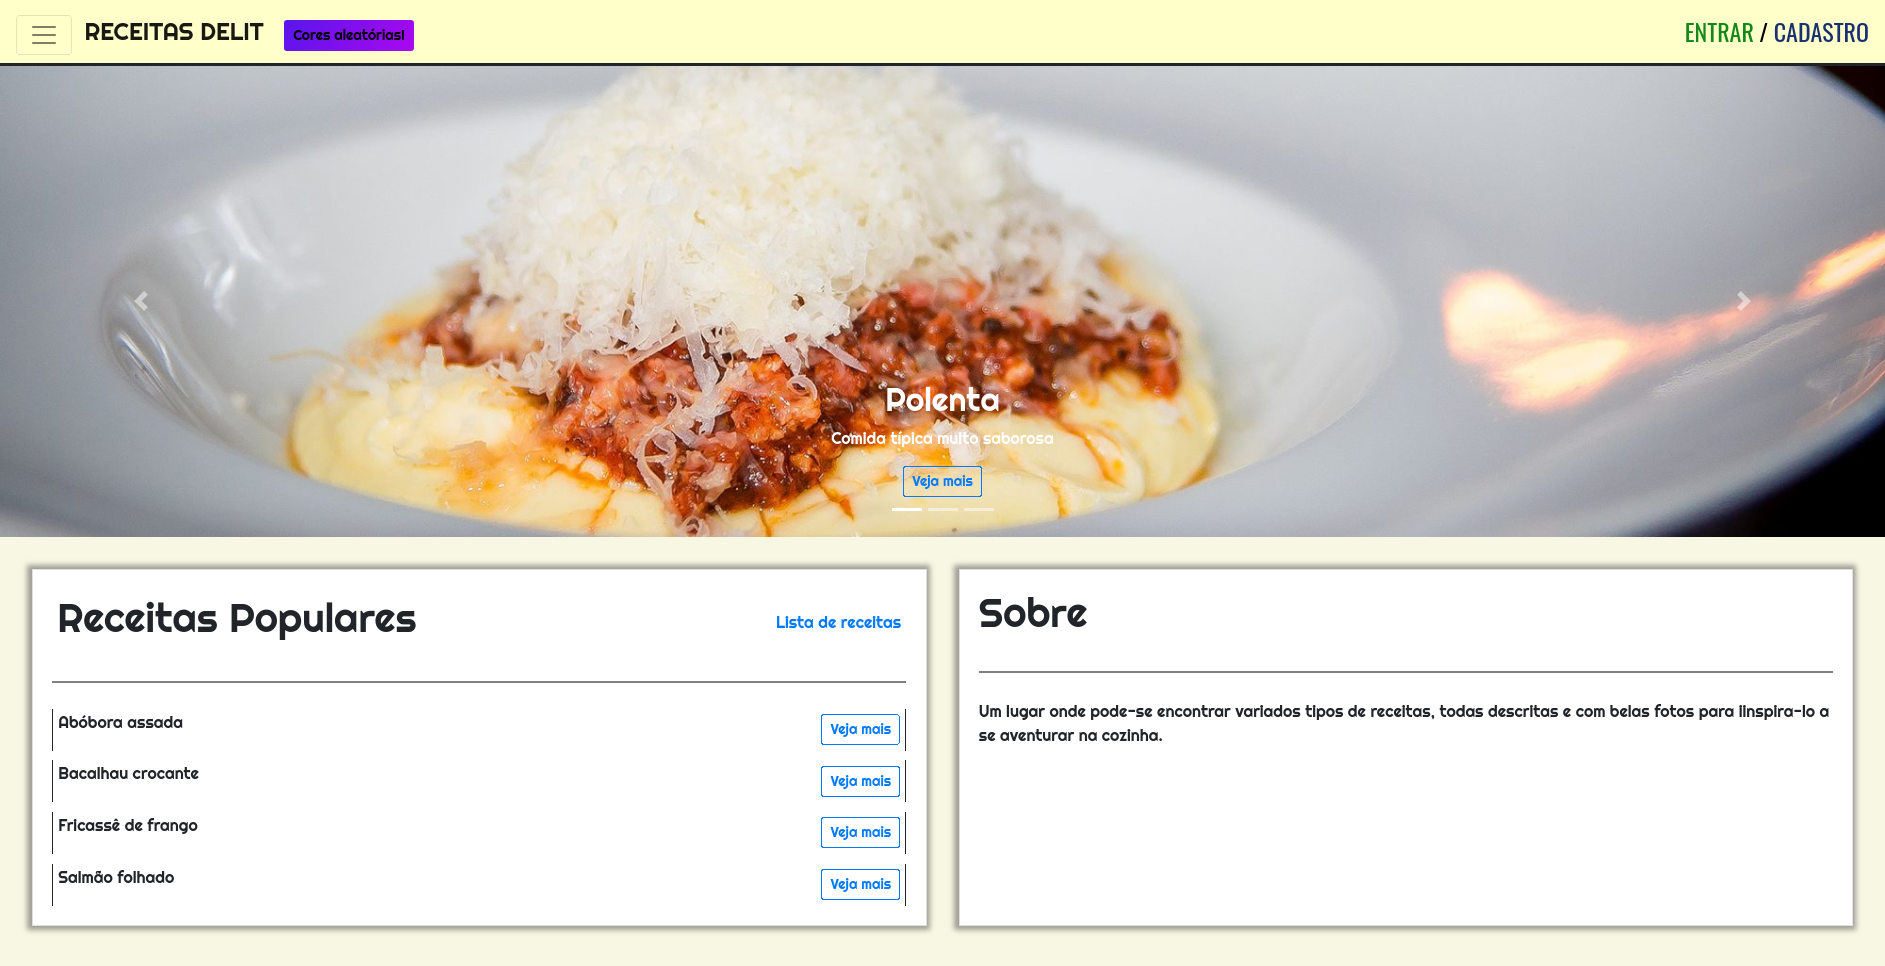 RECEITAS DELIT
Cores aleatórias!
ENTRAR / CADASTRO
Polenta
Comida típica muito saborosa
Veja mais
Receitas Populares
Lista de receitas
Abóbora assada
Veja mais
Bacalhau crocante
Veja mais
Fricassê de frango
Veja mais
Salmão folhado
Veja mais
Sobre
Um lugar onde pode-se encontrar variados tipos de receitas, todas descritas e com belas fotos para iinspira-lo a
se aventurar na cozinha.